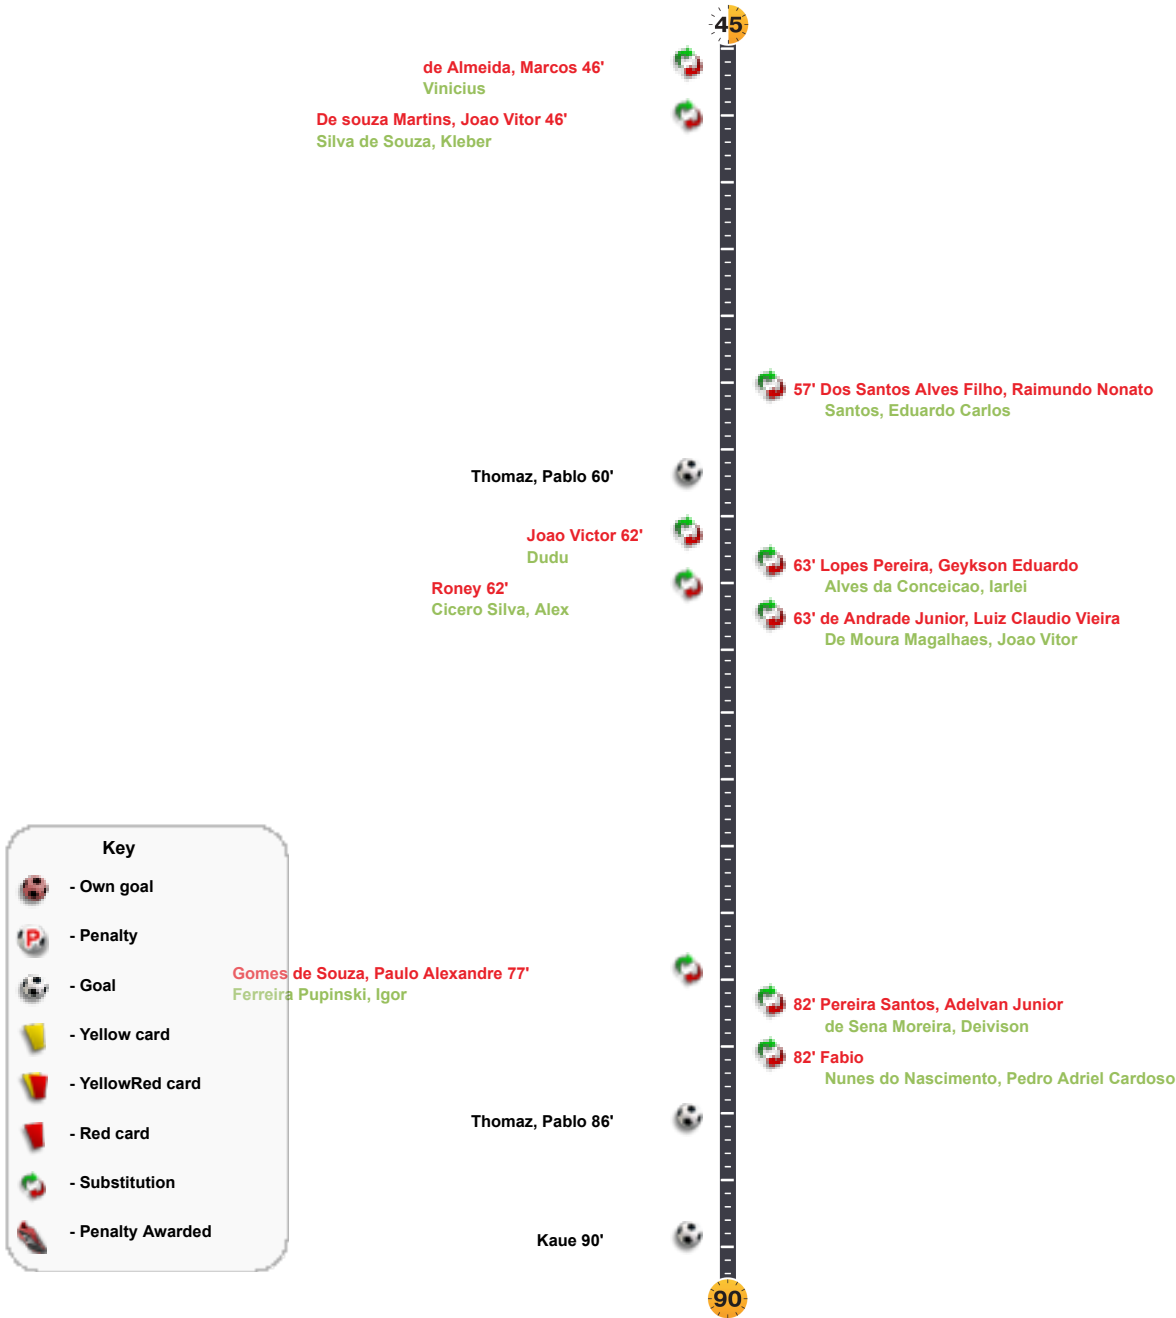 45
de Almeida, Marcos 46'
Vinicius
De souza Martins, Joao Vitor 46'
Silva de Souza, Kleber
57' Dos Santos Alves Filho, Raimundo Nonato
Santos, Eduardo Carlos
Thomaz, Pablo 60'
Joao Victor 62'
Dudu
63' Lopes Pereira, Geykson Eduardo
Alves da Conceicao, Iarlei
Roney 62'
Cicero Silva, Alex
63' de Andrade Junior, Luiz Claudio Vieira
De Moura Magalhaes, Joao Vitor
Key
- Own goal
P - Penalty
- Goal
- Yellow card
- YellowRed card
- Red card
- Substitution
- Penalty Awarded
Gomes de Souza, Paulo Alexandre 77'
Ferreira Pupinski, Igor
82' Pereira Santos, Adelvan Junior
de Sena Moreira, Deivison
82' Fabio
Nunes do Nascimento, Pedro Adriel Cardoso
Thomaz, Pablo 86'
Kaue 90'
90